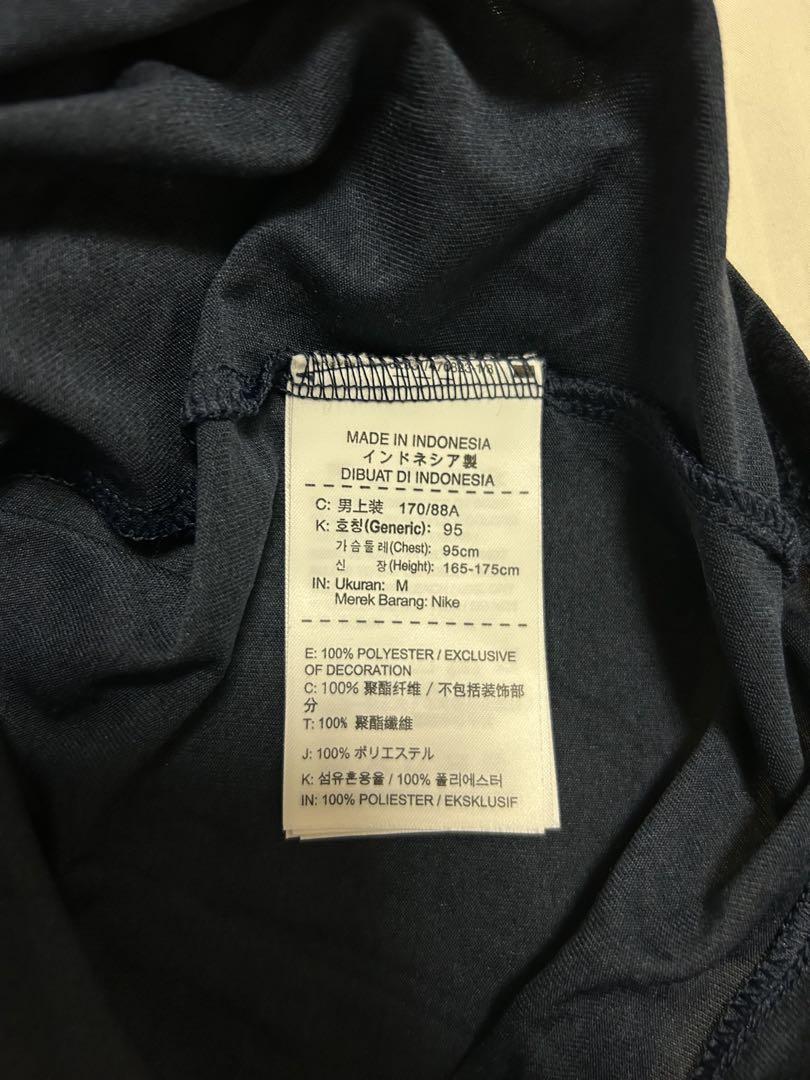 MADE IN INDONESIA
インドネシア製
DIBUAT DI INDONESIA
C: 男上装 170/88A
K: 호칭(Generic): 95
가슴둘레(Chest): 95cm
신 장(Height): 165-175cm
IN: Ukuran: M
Merek Barang: Nike
E: 100% POLYESTER / EXCLUSIVE
OF DECORATION
C: 100% 聚酯纤维 / 不包括装饰部
分
T: 100% 聚酯纖維
J: 100% ポリエステル
K: 섬유혼용율 / 100% 폴리에스터
IN: 100% POLIESTER / EKSKLUSIF